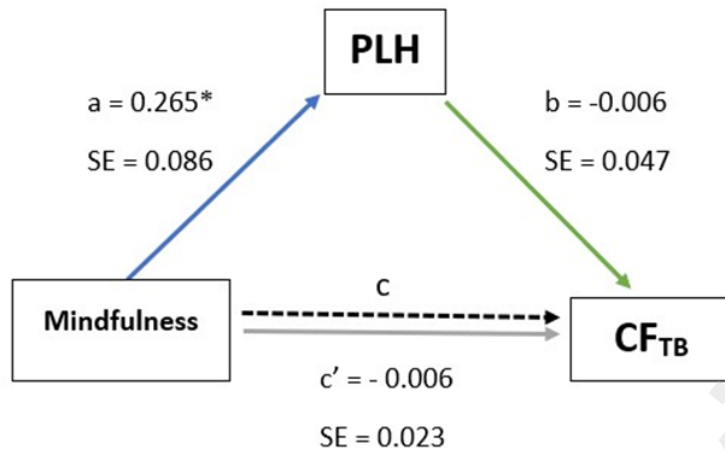 PLH
a = 0.265*
SE = 0.086
b = -0.006
SE = 0.047
Mindfulness
c
CFTB
c' = - 0.006
SE = 0.023